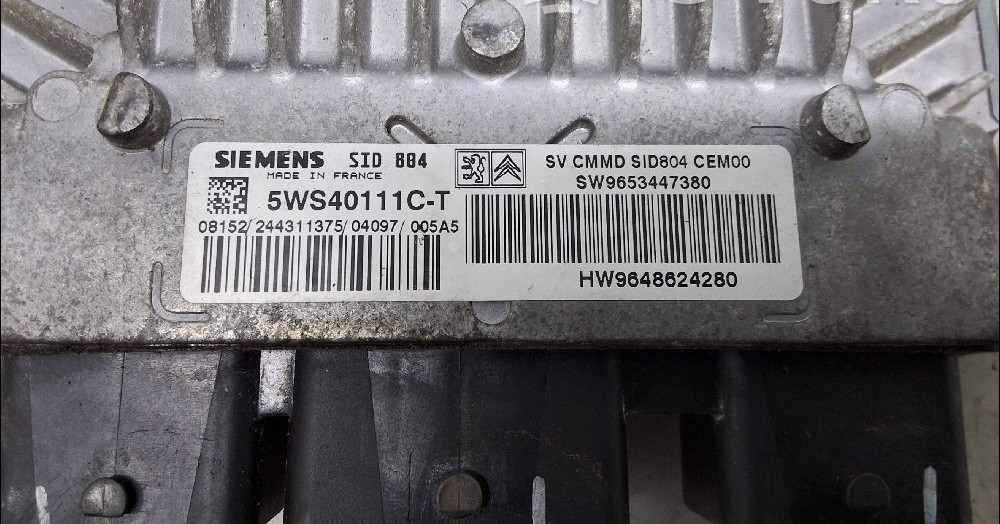 SIEMENS SID 804
MADE IN FRANCE
5WS40111C-T
08152/244311375/04097/005A5
SV CMMD SID804 CEM00
SW9653447380
HW9648624280